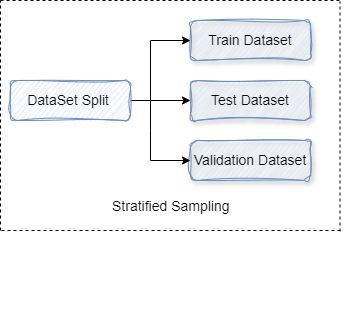 Train Dataset
DataSet Split
Test Dataset
Validation Dataset
Stratified Sampling